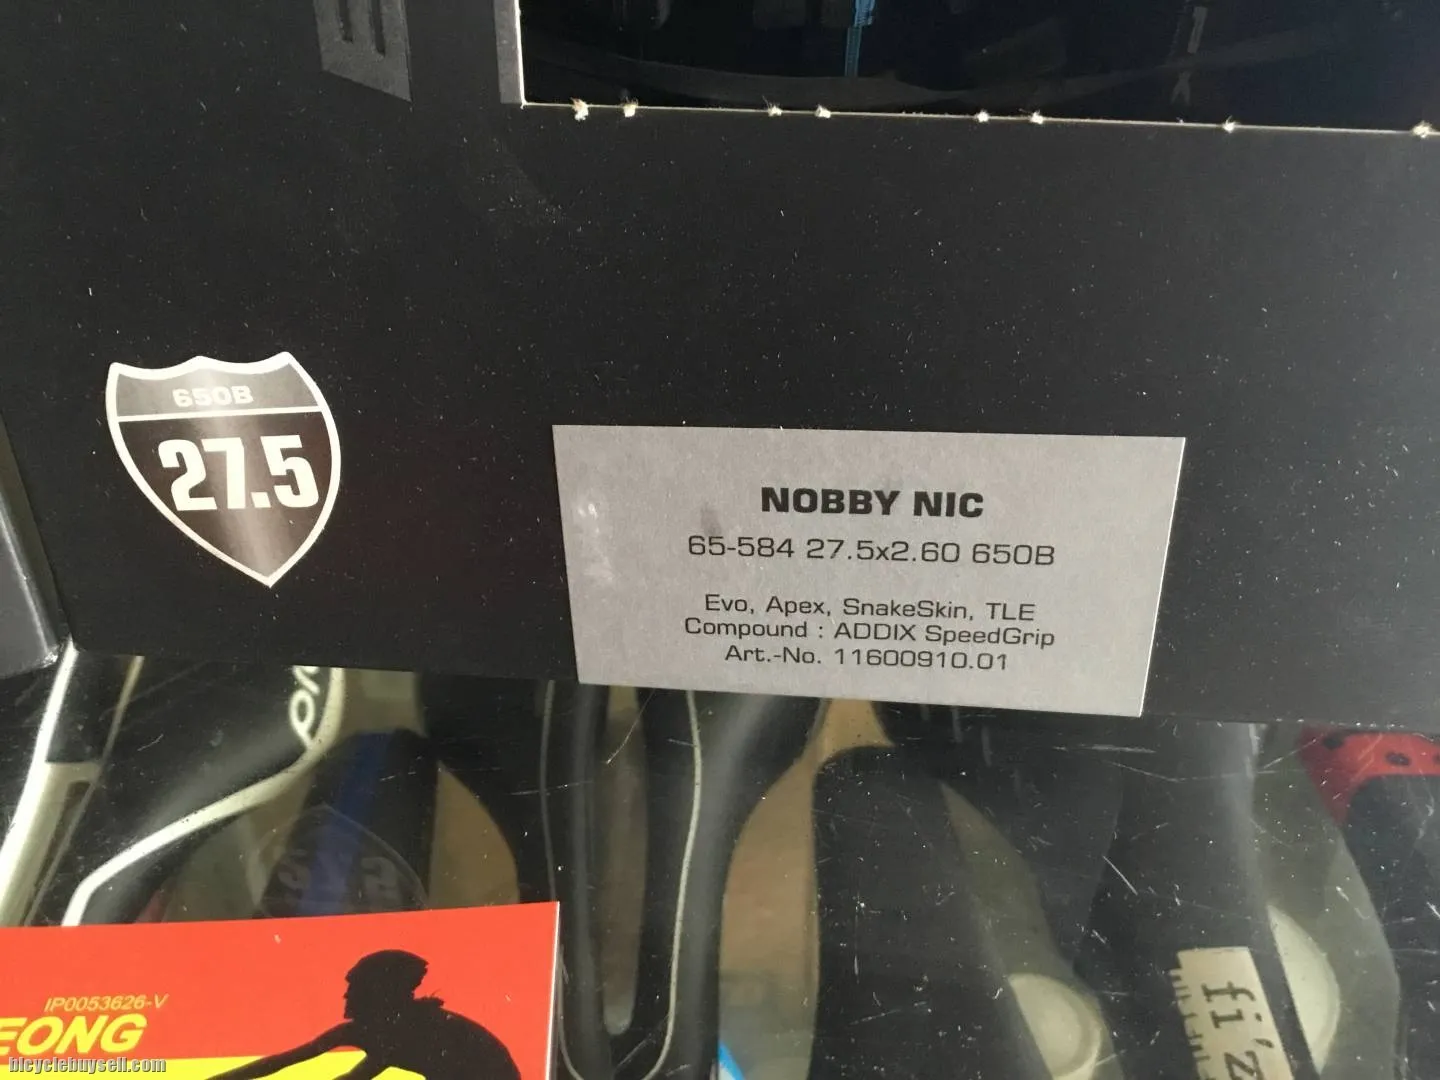 650B
27.5
NOBBY NIC
65-584 27.5x2.60 650B
Evo, Apex, SnakeSkin, TLE
Compound : ADDIX SpeedGrip
Art.-No. 11600910.01
IP0053626-V
EONG
bicyclebuysell.com
fi'z